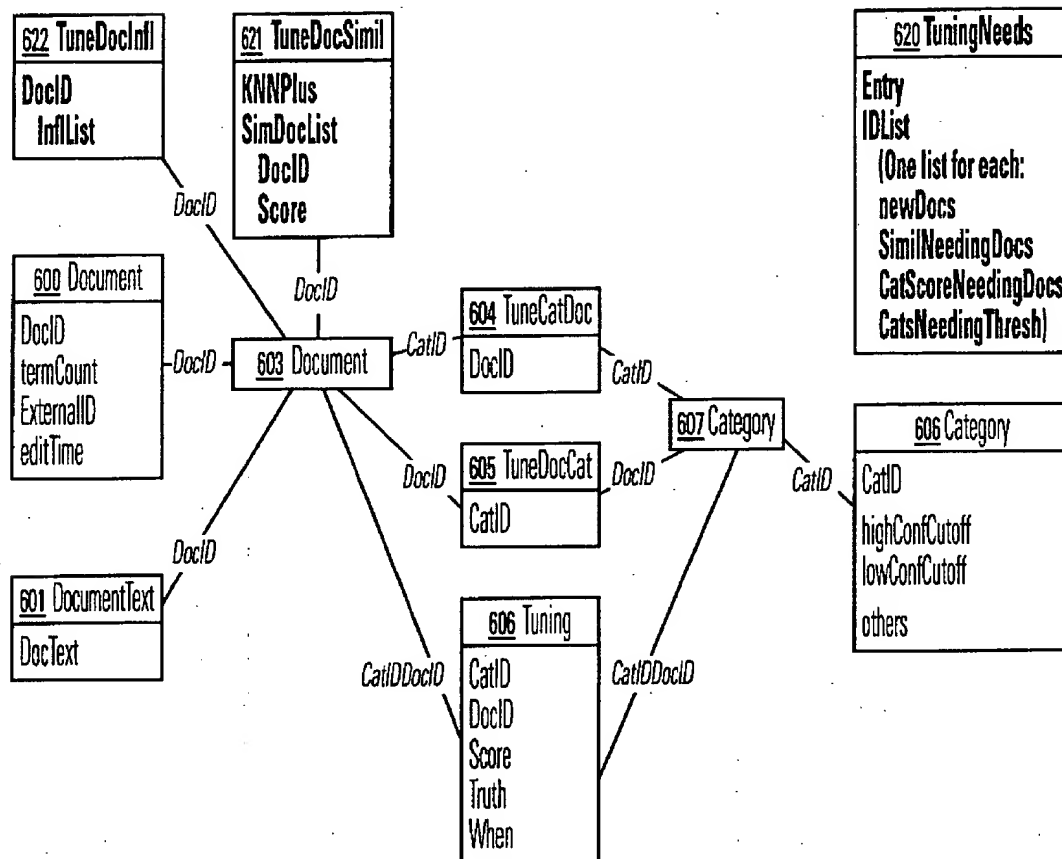 622 TuneDocInfl
DocID
InflList
621 TuneDocSimil
KNNPlus
SimDocList
DocID
Score
620 TuningNeeds
Entry
IDList
(One list for each:
newDocs
SimilNeedingDocs
CatScoreNeedingDocs
CatsNeedingThresh)
DocID
DocID
600 Document
DocID
termCount
ExternalID
editTime
DocID
603 Document
CatID
604 TuneCatDoc
DocID
CatID
607 Category
CatID
606 Category
CatID
highConfCutoff
lowConfCutoff
others
DocID
605 TuneDocCat
CatID
DocID
DocID
601 DocumentText
DocText
CatIDDocID
606 Tuning
CatID
DocID
Score
Truth
When
CatIDDocID